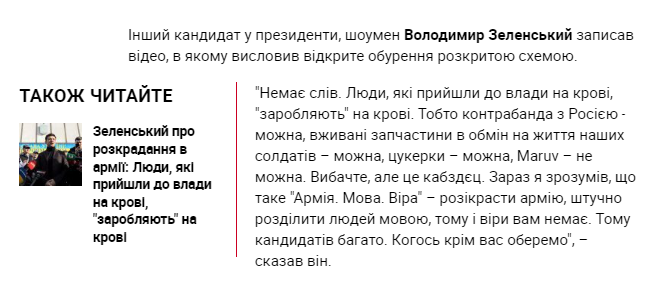 Інший кандидат у президенти, шоумен Володимир Зеленський записав
відео, в якому висловив відкрите обурення розкритою схемою.
ТАКОЖ ЧИТАЙТЕ
Зеленський про
розкрадання в
армії: Люди, які
прийшли до влади
на крові,
"заробляють" на
крові
"Немає слів. Люди, які прийшли до влади на крові,
"заробляють" на крові. Тобто контрабанда з Росією -
можна, вживані запчастини в обмін на життя наших
солдатів – можна, цукерки – можна, Maruv – не
можна. Вибачте, але це кабздєц. Зараз я зрозумів, що
таке "Армія. Мова. Віра" – розікрасти армію, штучно
розділити людей мовою, тому і віри вам немає. Тому
кандидатів багато. Когось крім вас оберемо", –
сказав він.